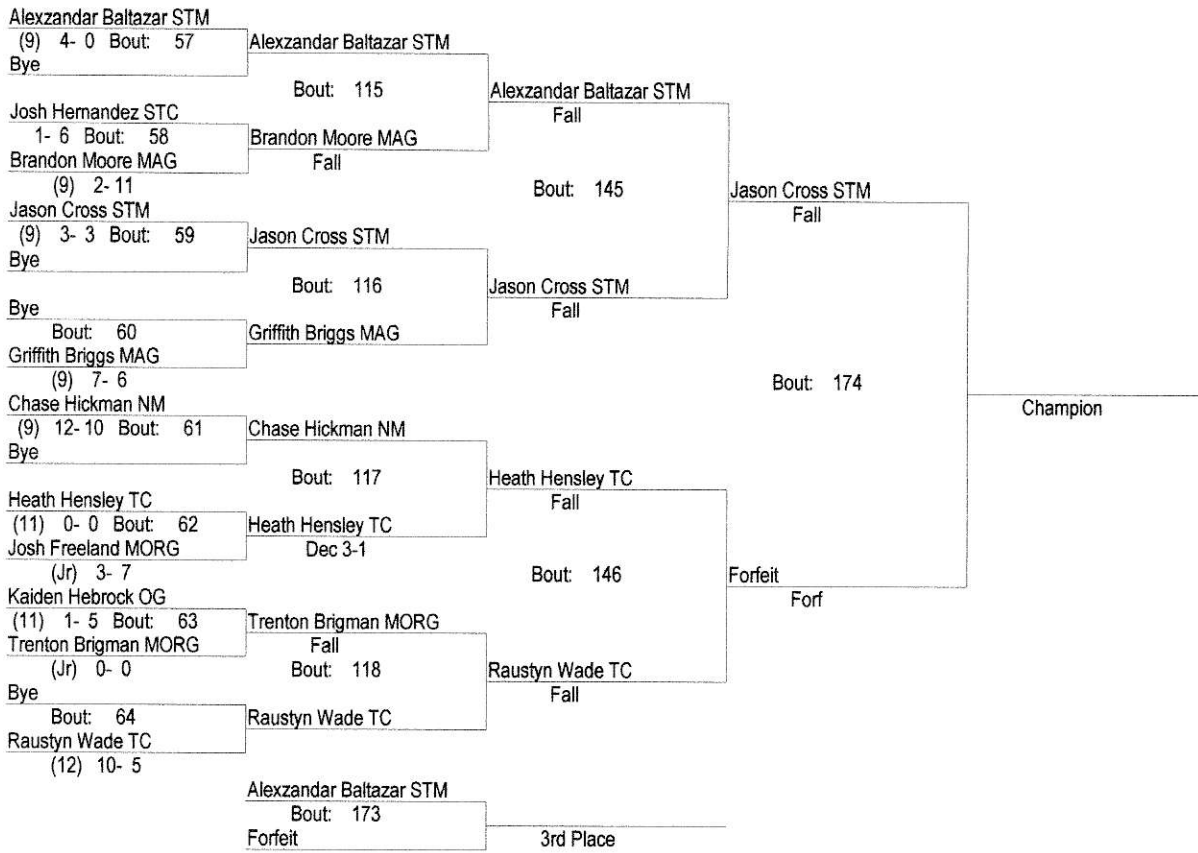 Alexzandar Baltazar STM
(9) 4- 0 Bout: 57
Bye
Josh Hernandez STC
1- 6 Bout: 58
Brandon Moore MAG
(9) 2- 11
Jason Cross STM
(9) 3- 3 Bout: 59
Bye
Bye
Bout: 60
Griffith Briggs MAG
(9) 7- 6
Chase Hickman NM
(9) 12- 10 Bout: 61
Bye
Heath Hensley TC
(11) 0- 0 Bout: 62
Josh Freeland MORG
(Jr) 3- 7
Kaiden Hebrock OG
(11) 1- 5 Bout: 63
Trenton Brigman MORG
(Jr) 0- 0
Bye
Bout: 64
Raustyn Wade TC
(12) 10- 5
Alexzandar Baltazar STM
Bout: 115
Brandon Moore MAG
Fall
Jason Cross STM
Bout: 116
Griffith Briggs MAG
Chase Hickman NM
Bout: 117
Heath Hensley TC
Dec 3-1
Trenton Brigman MORG
Fall
Bout: 118
Raustyn Wade TC
Alexzandar Baltazar STM
Fall
Bout: 145
Jason Cross STM
Fall
Heath Hensley TC
Fall
Bout: 146
Raustyn Wade TC
Fall
Jason Cross STM
Fall
Bout: 174
Forfeit
Forf
Champion
Alexzandar Baltazar STM
Bout: 173
Forfeit
3rd Place